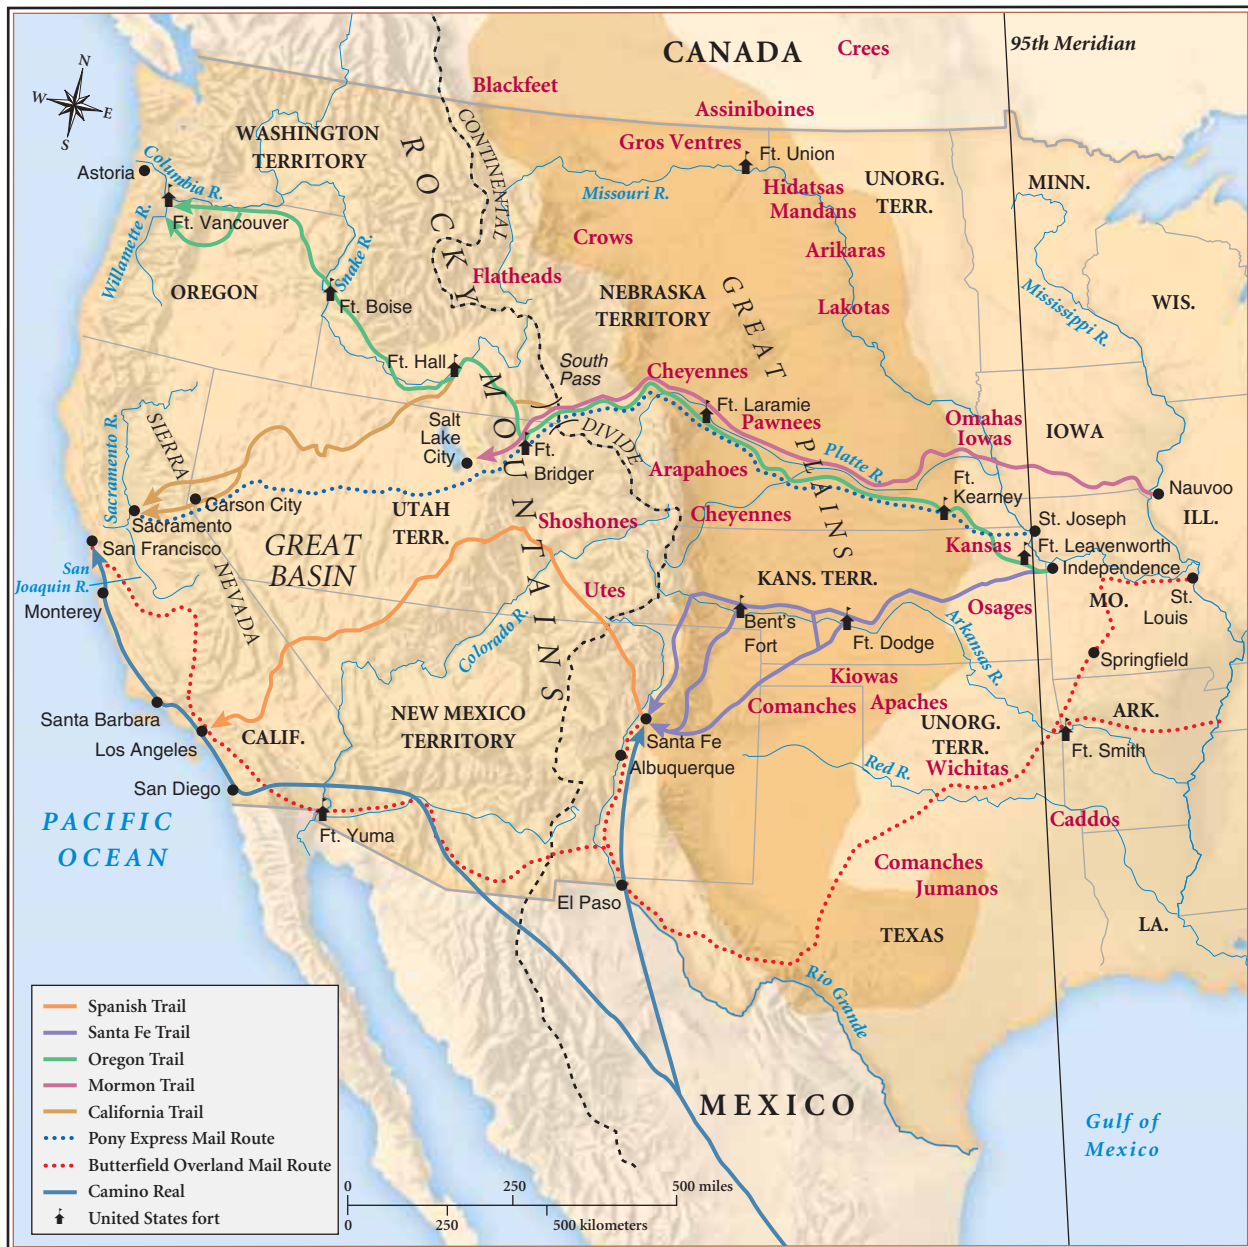 CANADA
Crees
95th Meridian
N
W
E
S
Blackfeet
Assiniboines
CONTINENTAL
WASHINGTON
TERRITORY
ROCKY
Gros Ventres
Ft. Union
Astoria
Columbia R.
Missouri R.
Hidatsas
Mandans
UNORG.
TERR.
MINN.
Ft. Vancouver
Willamette R.
Crows
Arikaras
Snake R.
Flatheads
OREGON
Ft. Boise
NEBRASKA
TERRITORY
GREAT
Lakotas
Mississippi R.
WIS.
Ft. Hall
South
Pass
Cheyennes
MOUNTAINS
Ft. Laramie
Pawnees
Omahas
Iowas
IOWA
Salt
Lake
City
DIVIDE
Ft.
Bridger
PLAINS
Platte R.
Arapahoes
Ft.
Kearney
Nauvoo
ILL.
Sacramento R.
SIERRA
Carson City
Sacramento
UTAH
TERR.
Shoshones
Cheyennes
St. Joseph
Kansas
Ft. Leavenworth
San Francisco
GREAT
BASIN
Independence
San
Joaquin R.
NEVADA
KANS. TERR.
Utes
Monterey
MO.
St.
Louis
Osages
Bent's
Fort
Ft. Dodge
Arkansas R.
Colorado R.
Springfield
Kiowas
Comanches
Apaches
Santa Barbara
NEW MEXICO
TERRITORY
UNORG.
TERR.
ARK.
Los Angeles
CALIF.
Santa Fe
Ft. Smith
Albuquerque
Red R.
Wichitas
San Diego
PACIFIC
OCEAN
Ft. Yuma
Caddos
Comanches
Jumanos
El Paso
TEXAS
LA.
Rio Grande
MEXICO
Gulf of
Mexico
Spanish Trail
Santa Fe Trail
Oregon Trail
Mormon Trail
California Trail
Pony Express Mail Route
Butterfield Overland Mail Route
Camino Real
United States fort
0 250 500 miles
0 250 500 kilometers